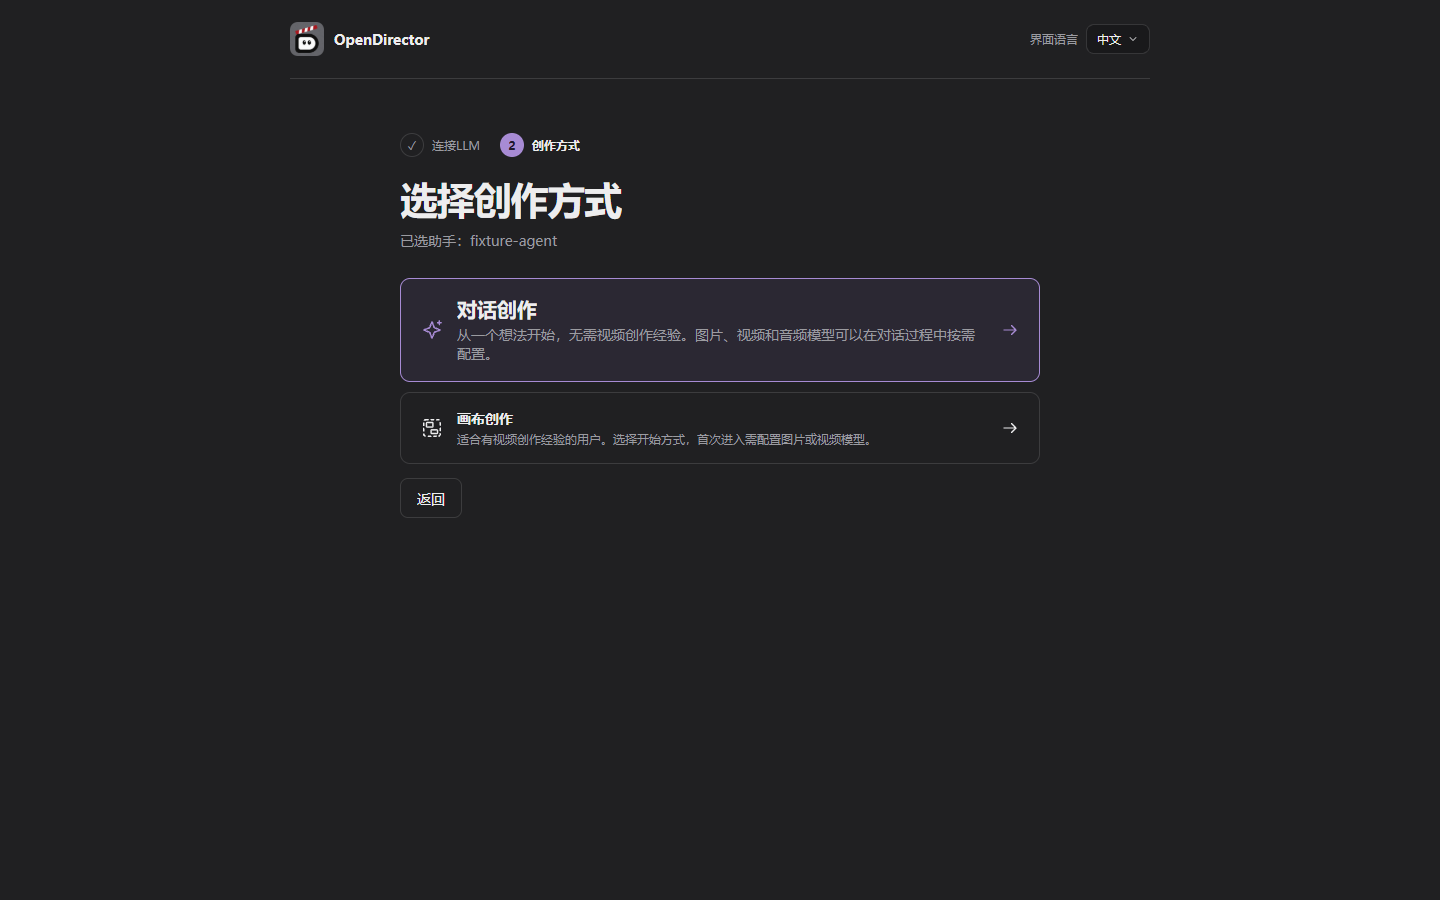 OpenDirector
界面语言 中文
连接LLM 2 创作方式
选择创作方式
已选助手：fixture-agent
对话创作
从一个想法开始，无需视频创作经验。图片、视频和音频模型可以在对话过程中按需
配置。
画布创作
适合有视频创作经验的用户。选择开始方式，首次进入需配置图片或视频模型。
返回